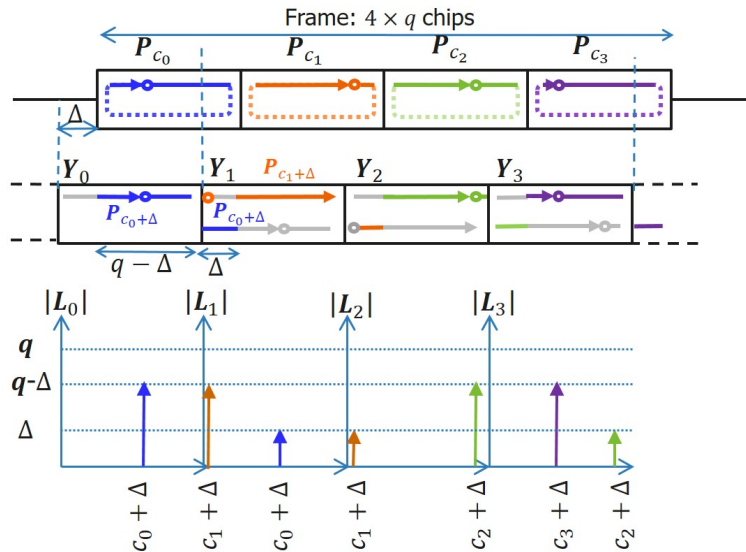 Frame: 4 × q chips
P_{c_0} P_{c_1} P_{c_2} P_{c_3}
Δ
Y_0 Y_1 P_{c_1+Δ} Y_2 Y_3
P_{c_0+Δ} P_{c_0+Δ}
q − Δ Δ
|L_0| |L_1| |L_2| |L_3|
q
q-Δ
Δ
c_0 + Δ c_1 + Δ c_0 + Δ c_1 + Δ c_2 + Δ c_3 + Δ c_2 + Δ